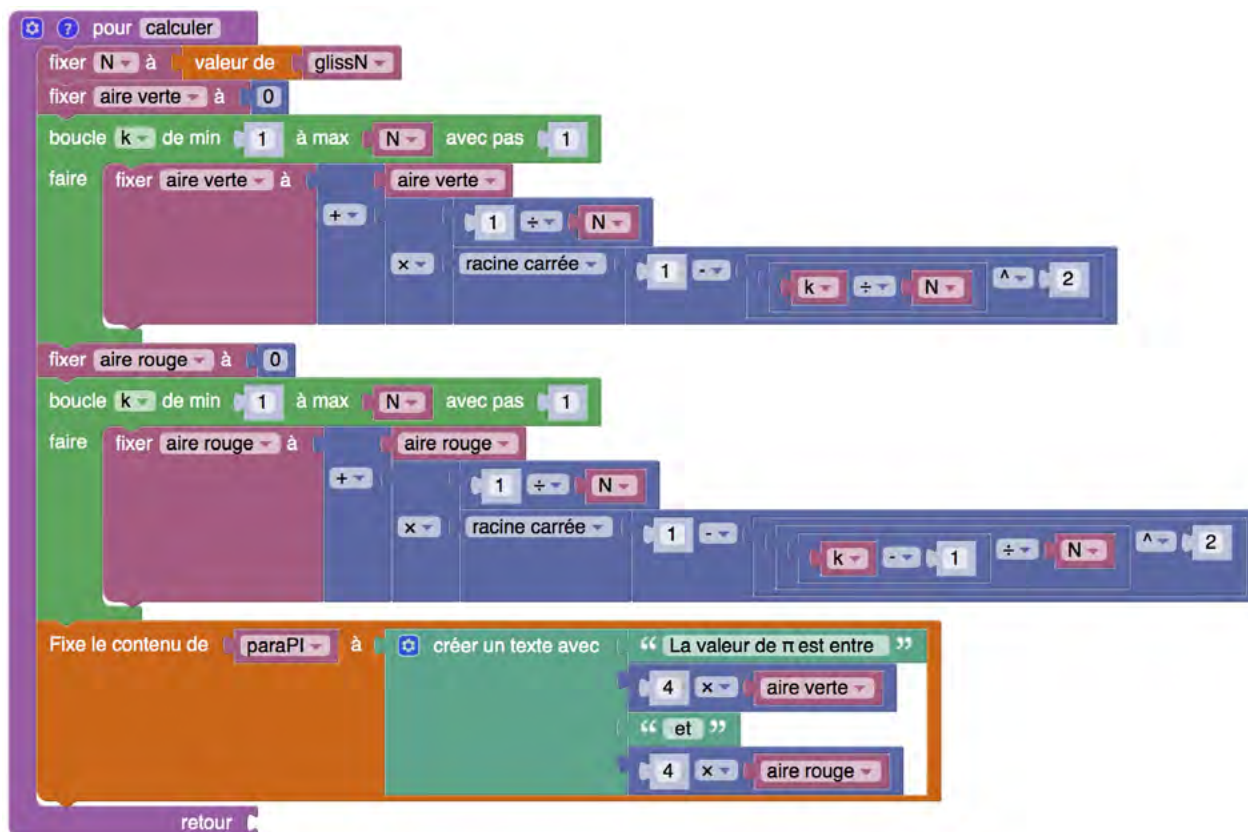 ? pour calculer
fixer N à valeur de glissN
fixer aire verte à 0
boucle k de min 1 à max N avec pas 1
faire fixer aire verte à aire verte
+ 1 ÷ N
× racine carrée 1 - k ÷ N ^ 2
fixer aire rouge à 0
boucle k de min 1 à max N avec pas 1
faire fixer aire rouge à aire rouge
+ 1 ÷ N
× racine carrée 1 - k - 1 ÷ N ^ 2
Fixe le contenu de paraPI à créer un texte avec “ La valeur de π est entre ”
4 × aire verte
“ et ”
4 × aire rouge
retour